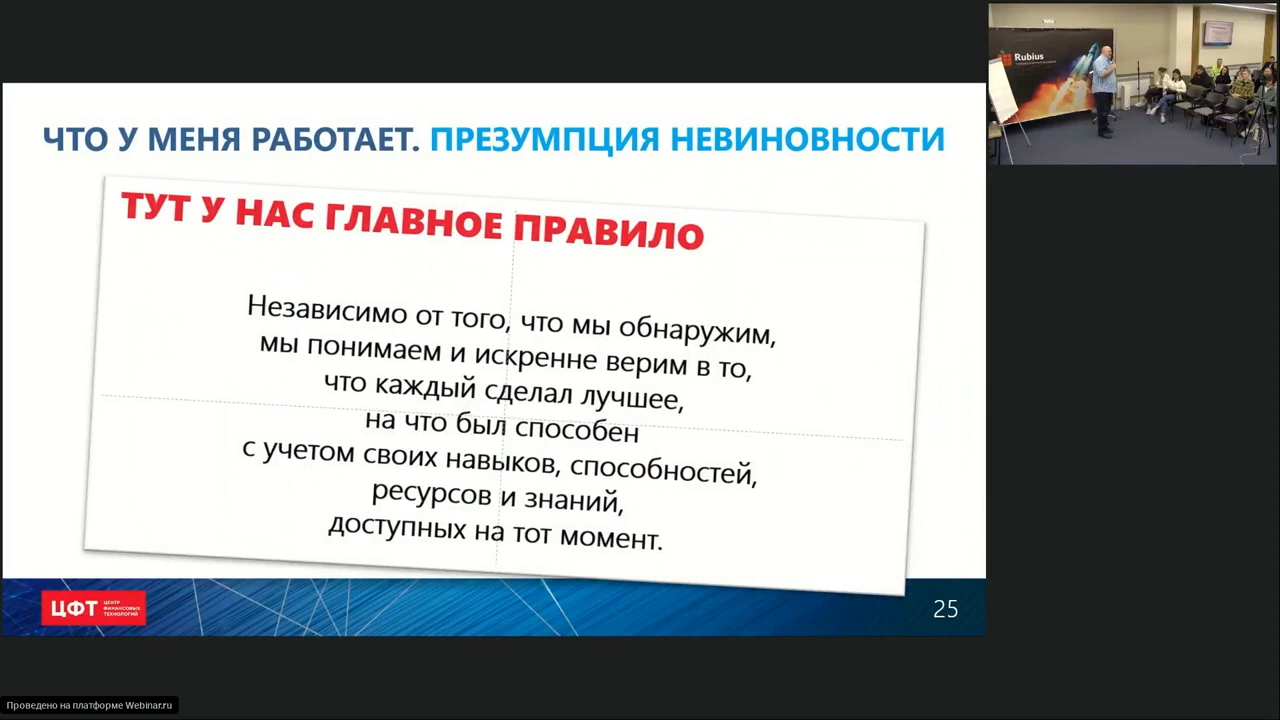 ЧТО У МЕНЯ РАБОТАЕТ. ПРЕЗУМПЦИЯ НЕВИНОВНОСТИ
ТУТ У НАС ГЛАВНОЕ ПРАВИЛО
Независимо от того, что мы обнаружим,
мы понимаем и искренне верим в то,
что каждый сделал лучшее,
на что был способен
с учетом своих навыков, способностей,
ресурсов и знаний,
доступных на тот момент.
ЦФТ
ЦЕНТР
ФИНАНСОВЫХ
ТЕХНОЛОГИЙ
25
Rubius
Проведено на платформе Webinar.ru